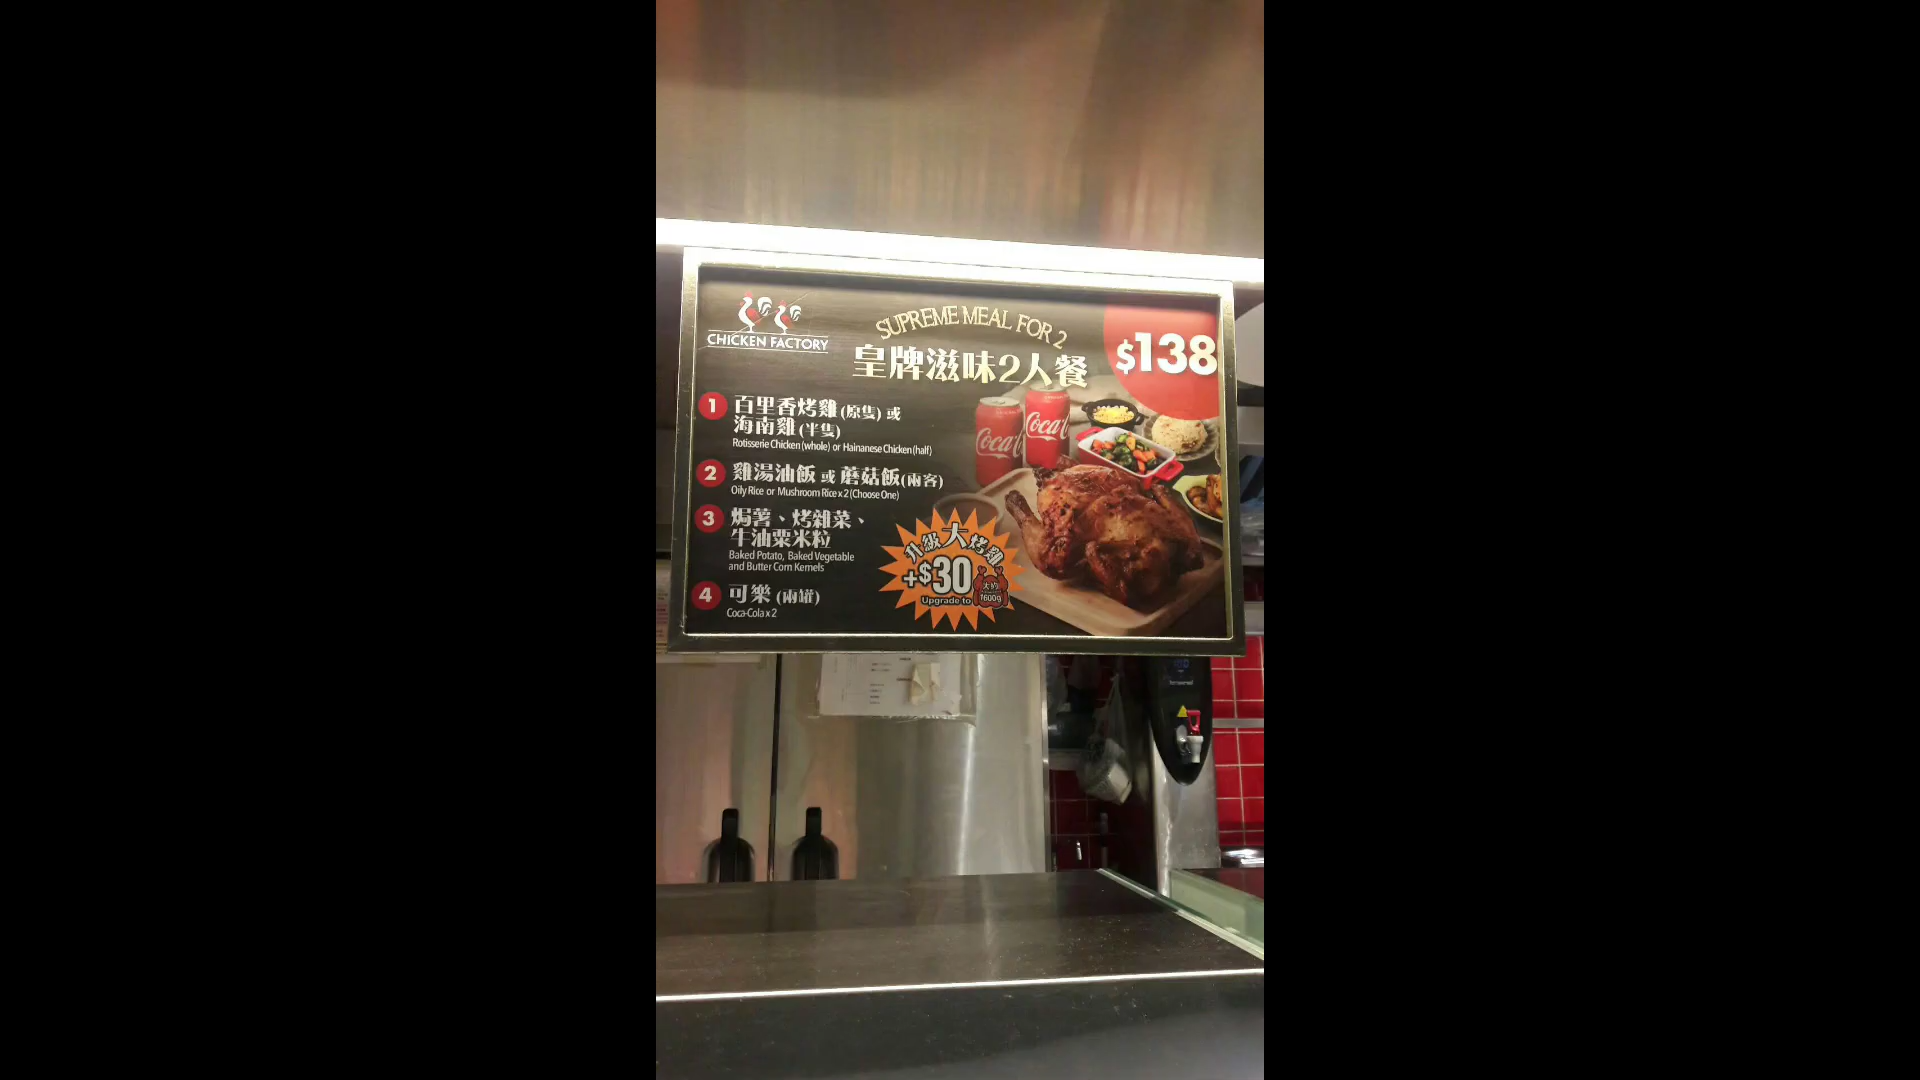 CHICKEN FACTORY
SUPREME MEAL FOR 2
皇牌滋味2人餐
$138
1 百里香烤雞 (原隻) 或
海南雞 (半隻)
Rotisserie Chicken (whole) or Hainanese Chicken (half)
2 雞湯油飯 或 蘑菇飯 (兩客)
Oily Rice or Mushroom Rice x 2 (Choose One)
3 焗薯、烤雜菜、
牛油粟米粒
Baked Potato, Baked Vegetable
and Butter Corn Kernels
4 可樂 (兩罐)
Coca-Cola x 2
Coca
Coca
升級大烤雞
+$30
Upgrade to
大約
1600g